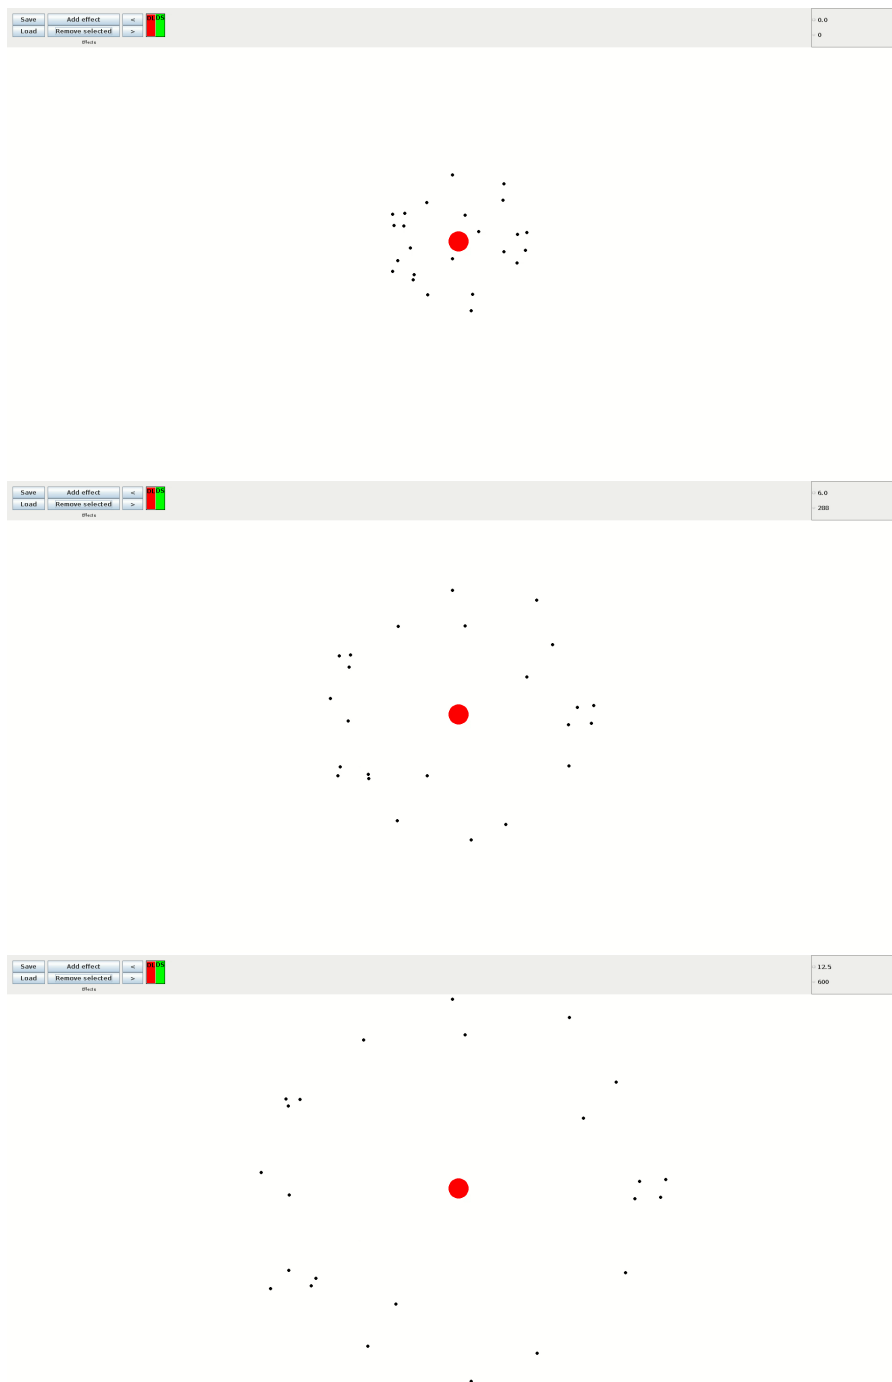 Save Add effect <
Load Remove selected >
Effects
0.0
0
Save Add effect <
Load Remove selected >
Effects
6.0
288
Save Add effect <
Load Remove selected >
Effects
12.5
600